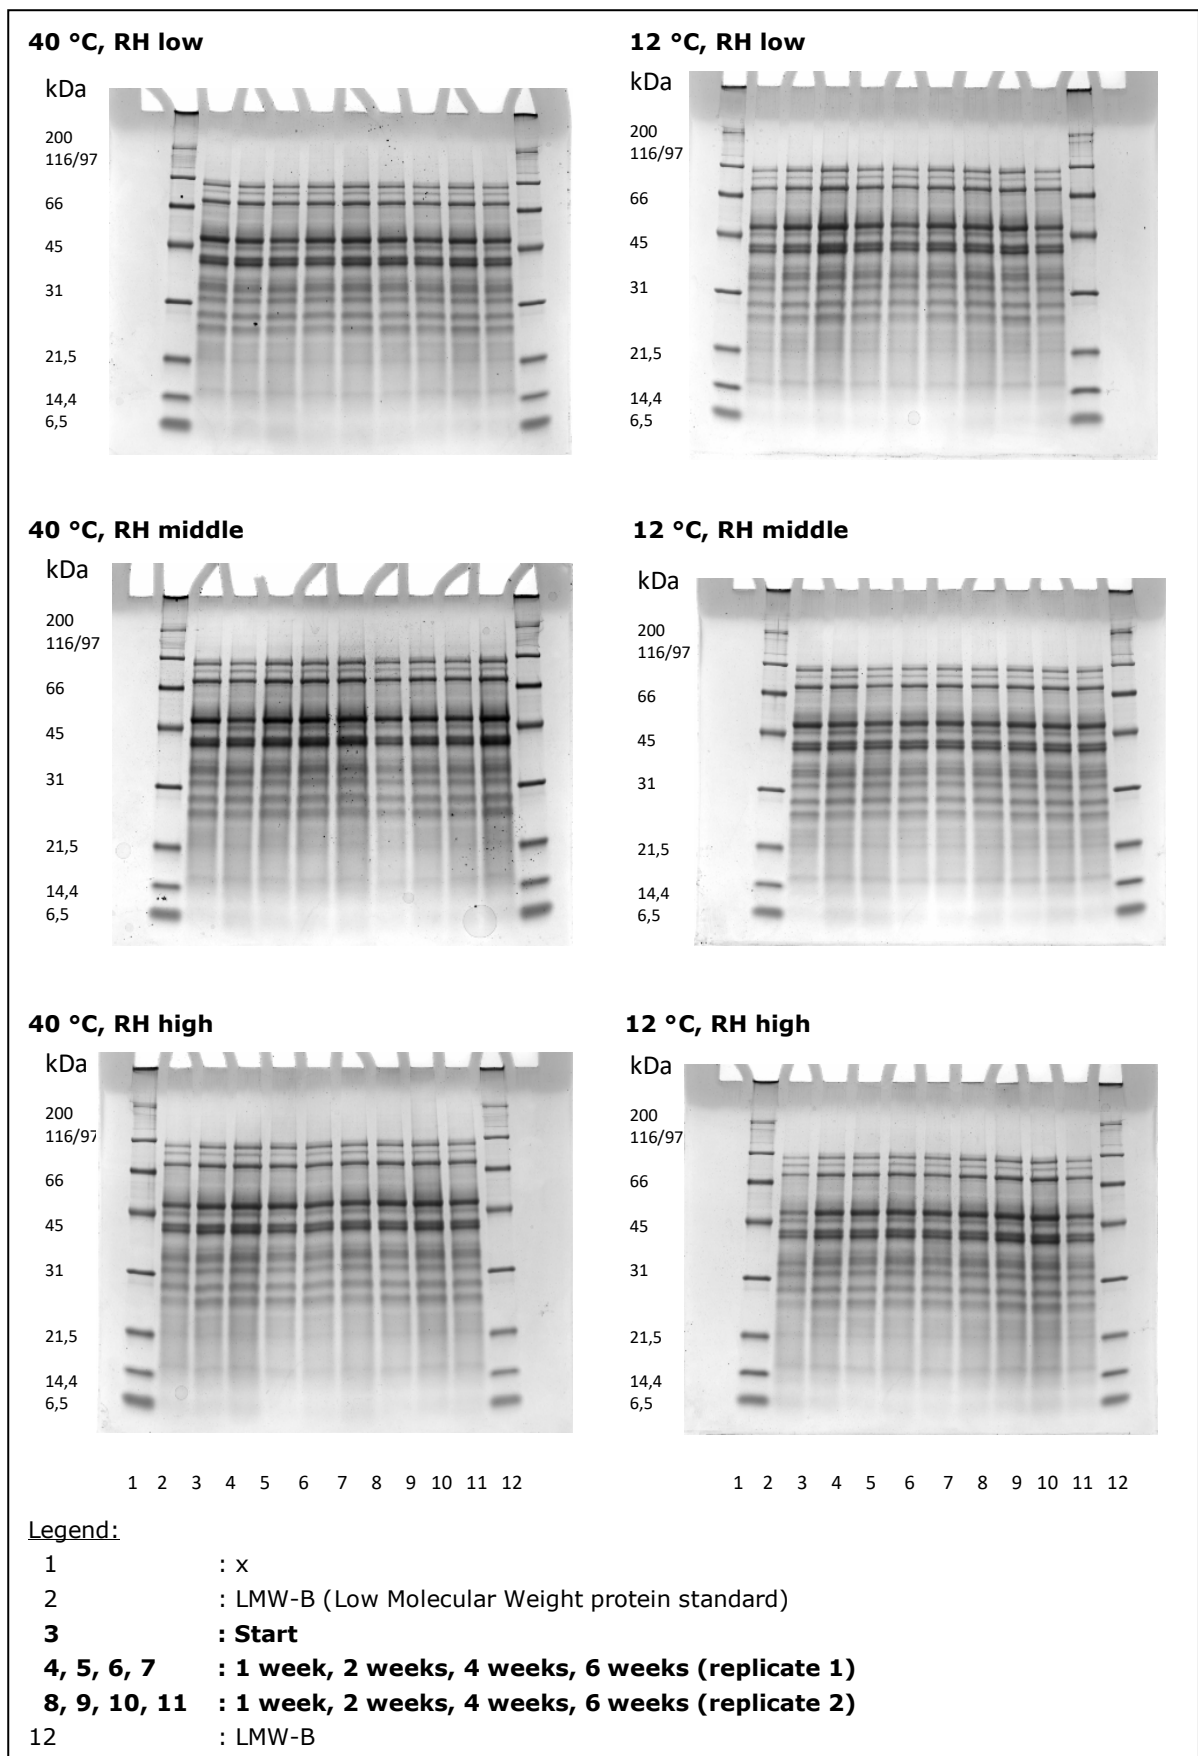 40 °C, RH low
kDa
200
116/97
66
45
31
21,5
14,4
6,5
12 °C, RH low
kDa
200
116/97
66
45
31
21,5
14,4
6,5
40 °C, RH middle
kDa
200
116/97
66
45
31
21,5
14,4
6,5
12 °C, RH middle
kDa
200
116/97
66
45
31
21,5
14,4
6,5
40 °C, RH high
kDa
200
116/97
66
45
31
21,5
14,4
6,5
12 °C, RH high
kDa
200
116/97
66
45
31
21,5
14,4
6,5
1 2 3 4 5 6 7 8 9 10 11 12
1 2 3 4 5 6 7 8 9 10 11 12
Legend:
1 : x
2 : LMW-B (Low Molecular Weight protein standard)
3 : Start
4, 5, 6, 7 : 1 week, 2 weeks, 4 weeks, 6 weeks (replicate 1)
8, 9, 10, 11 : 1 week, 2 weeks, 4 weeks, 6 weeks (replicate 2)
12 : LMW-B